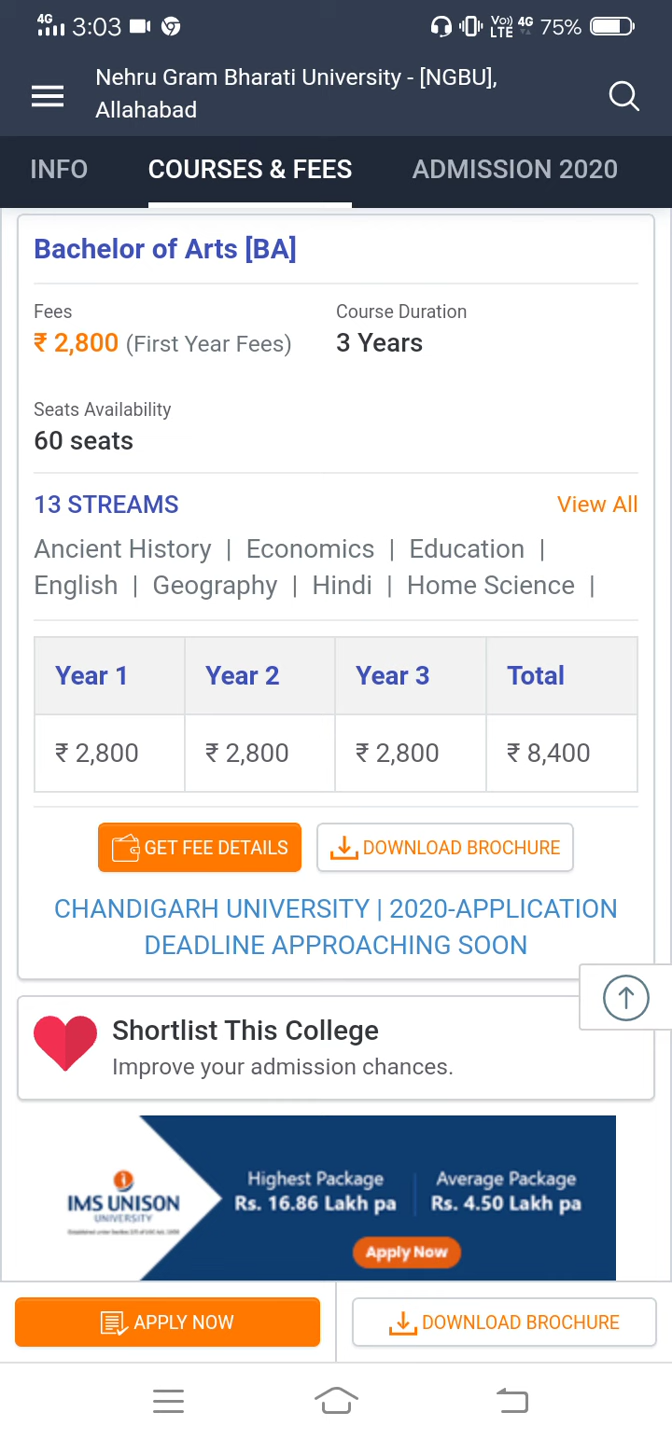 4G 3:03 Vo)) LTE 4G 75%
Nehru Gram Bharati University - [NGBU],
Allahabad
INFO COURSES & FEES ADMISSION 2020
Bachelor of Arts [BA]
Fees Course Duration
₹ 2,800 (First Year Fees) 3 Years
Seats Availability
60 seats
13 STREAMS View All
Ancient History | Economics | Education |
English | Geography | Hindi | Home Science |
Year 1 Year 2 Year 3 Total
₹ 2,800 ₹ 2,800 ₹ 2,800 ₹ 8,400
GET FEE DETAILS DOWNLOAD BROCHURE
CHANDIGARH UNIVERSITY | 2020-APPLICATION
DEADLINE APPROACHING SOON
Shortlist This College
Improve your admission chances.
Highest Package Average Package
IMS UNISON Rs. 16.86 Lakh pa Rs. 4.50 Lakh pa
UNIVERSITY
Apply Now
APPLY NOW DOWNLOAD BROCHURE